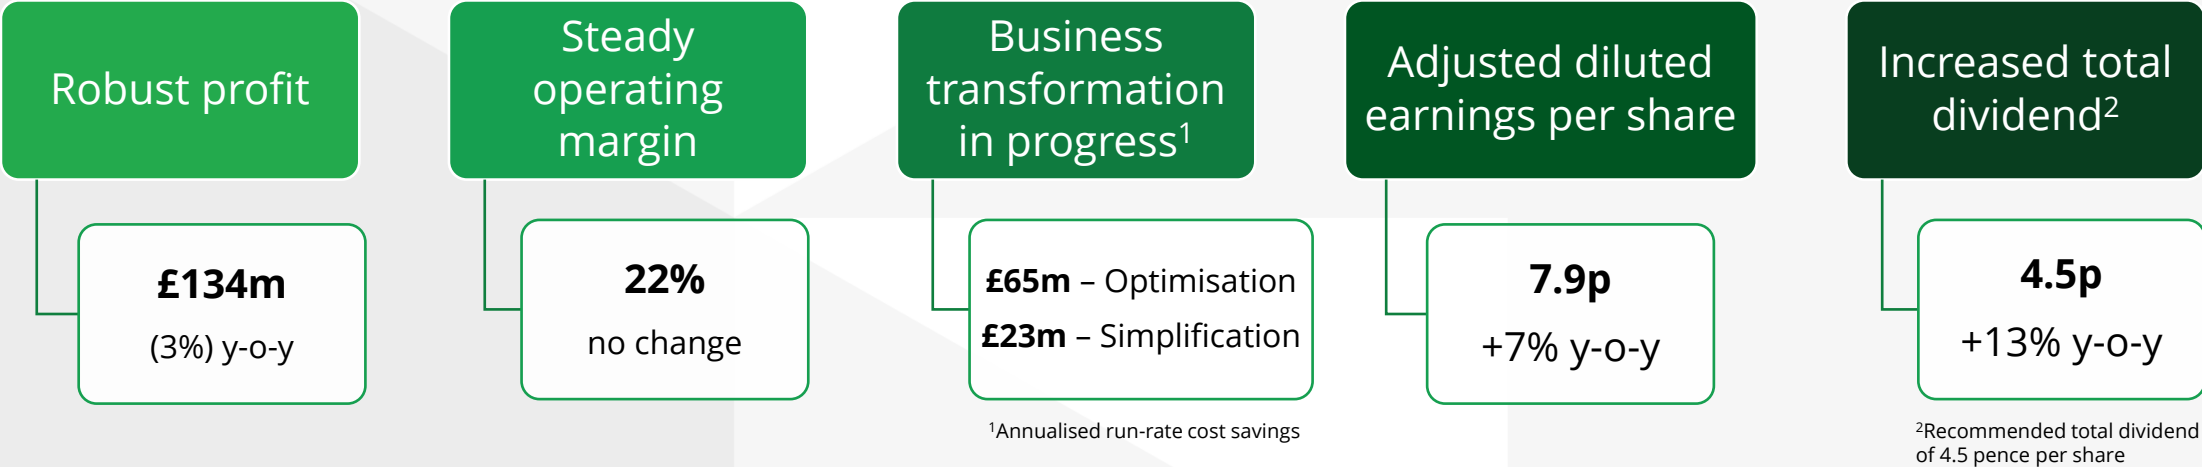 Robust profit
£134m
(3%) y-o-y
Steady
operating
margin
22%
no change
Business
transformation
in progress¹
£65m – Optimisation
£23m – Simplification
¹Annualised run-rate cost savings
Adjusted diluted
earnings per share
7.9p
+7% y-o-y
Increased total
dividend²
4.5p
+13% y-o-y
²Recommended total dividend
of 4.5 pence per share